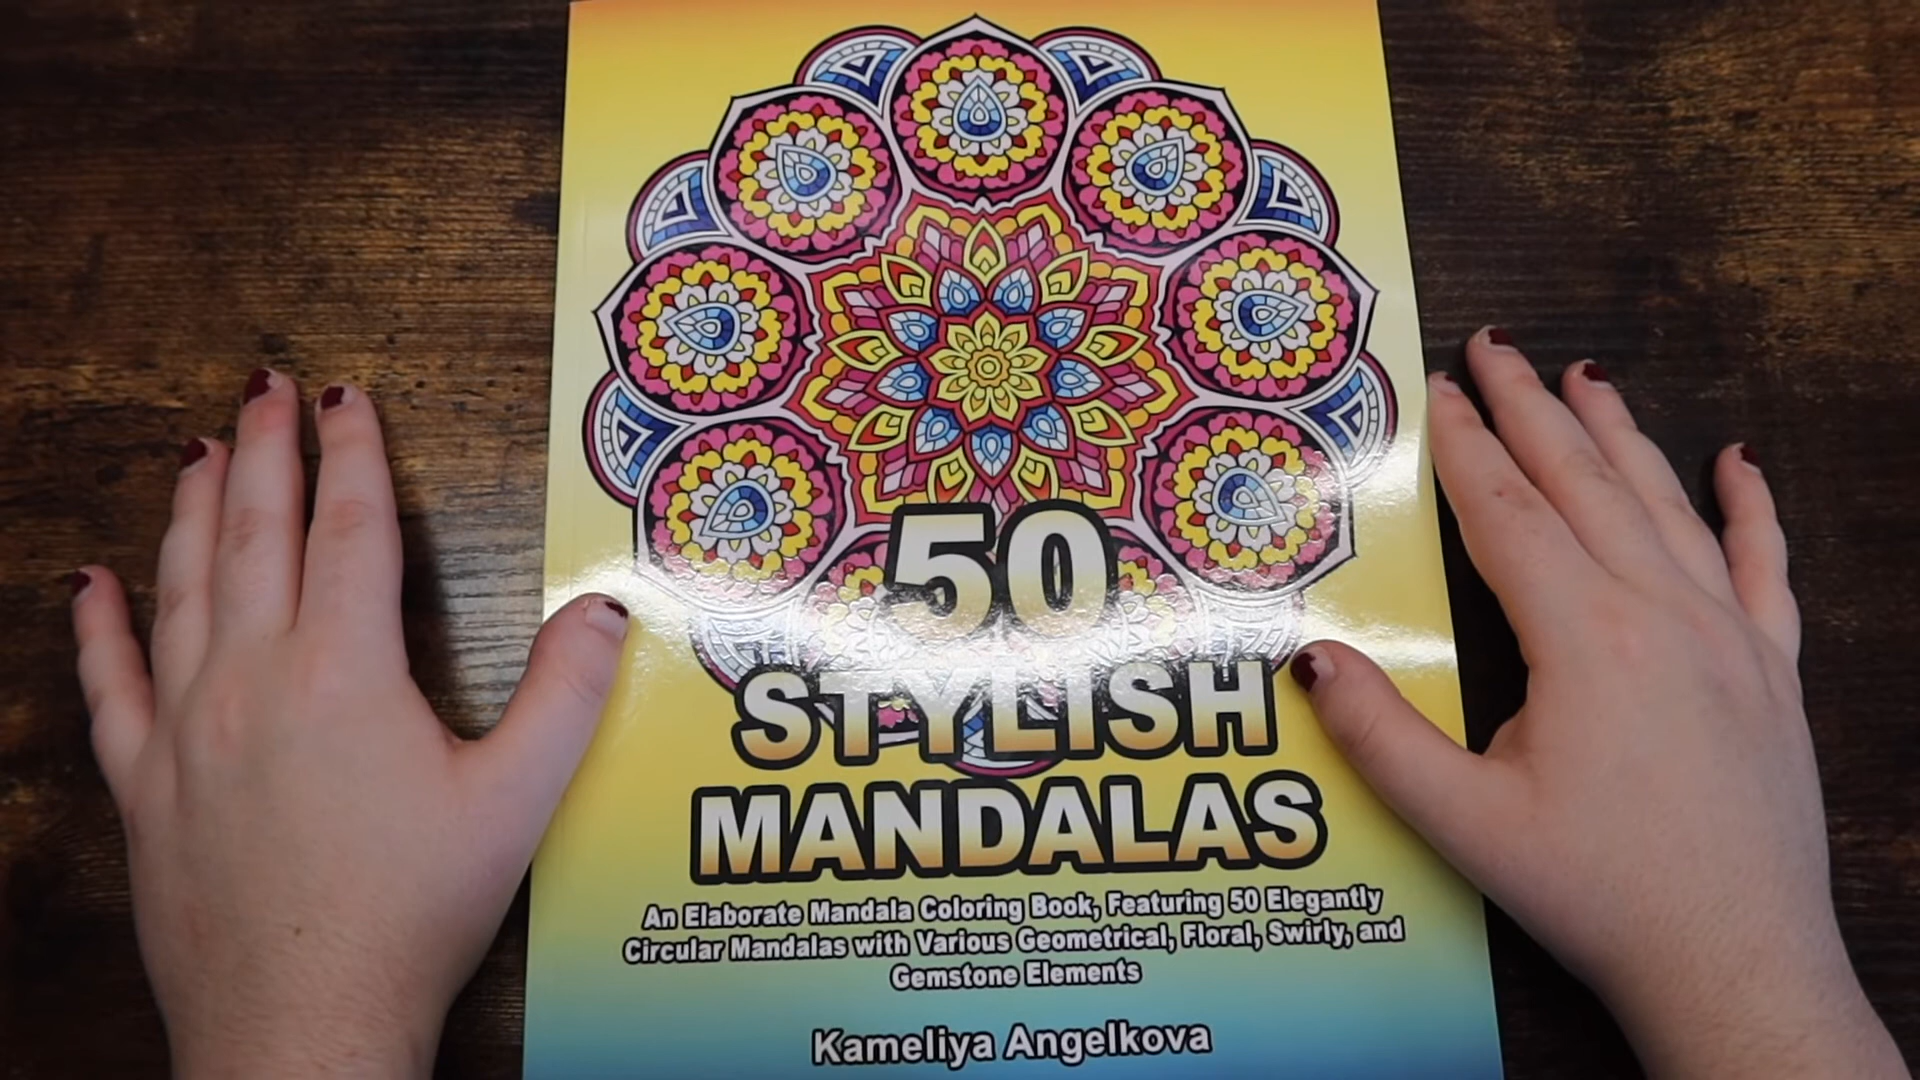 50
STYLISH
MANDALAS
An Elaborate Mandala Coloring Book, Featuring 50 Elegantly
Circular Mandalas with Various Geometrical, Floral, Swirly, and
Gemstone Elements
Kameliya Angelkova